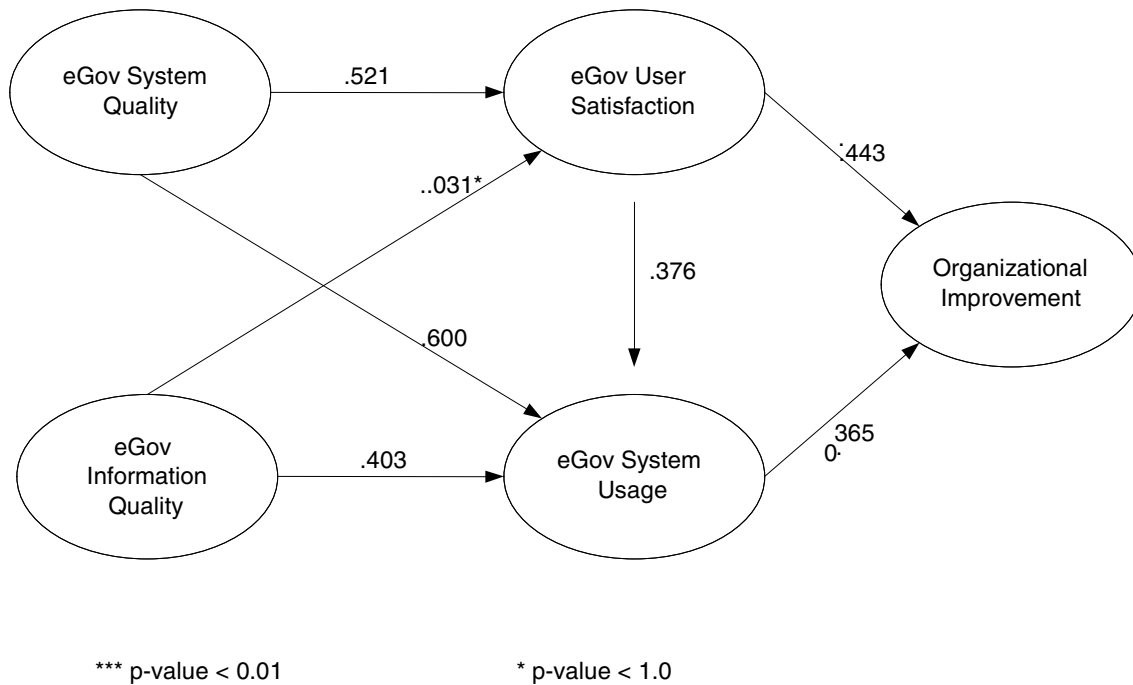 eGov System
Quality
.521
eGov User
Satisfaction
.443
..031*
.376
Organizational
Improvement
.600
eGov
Information
Quality
.403
eGov System
Usage
.365
0.
*** p-value < 0.01
* p-value < 1.0